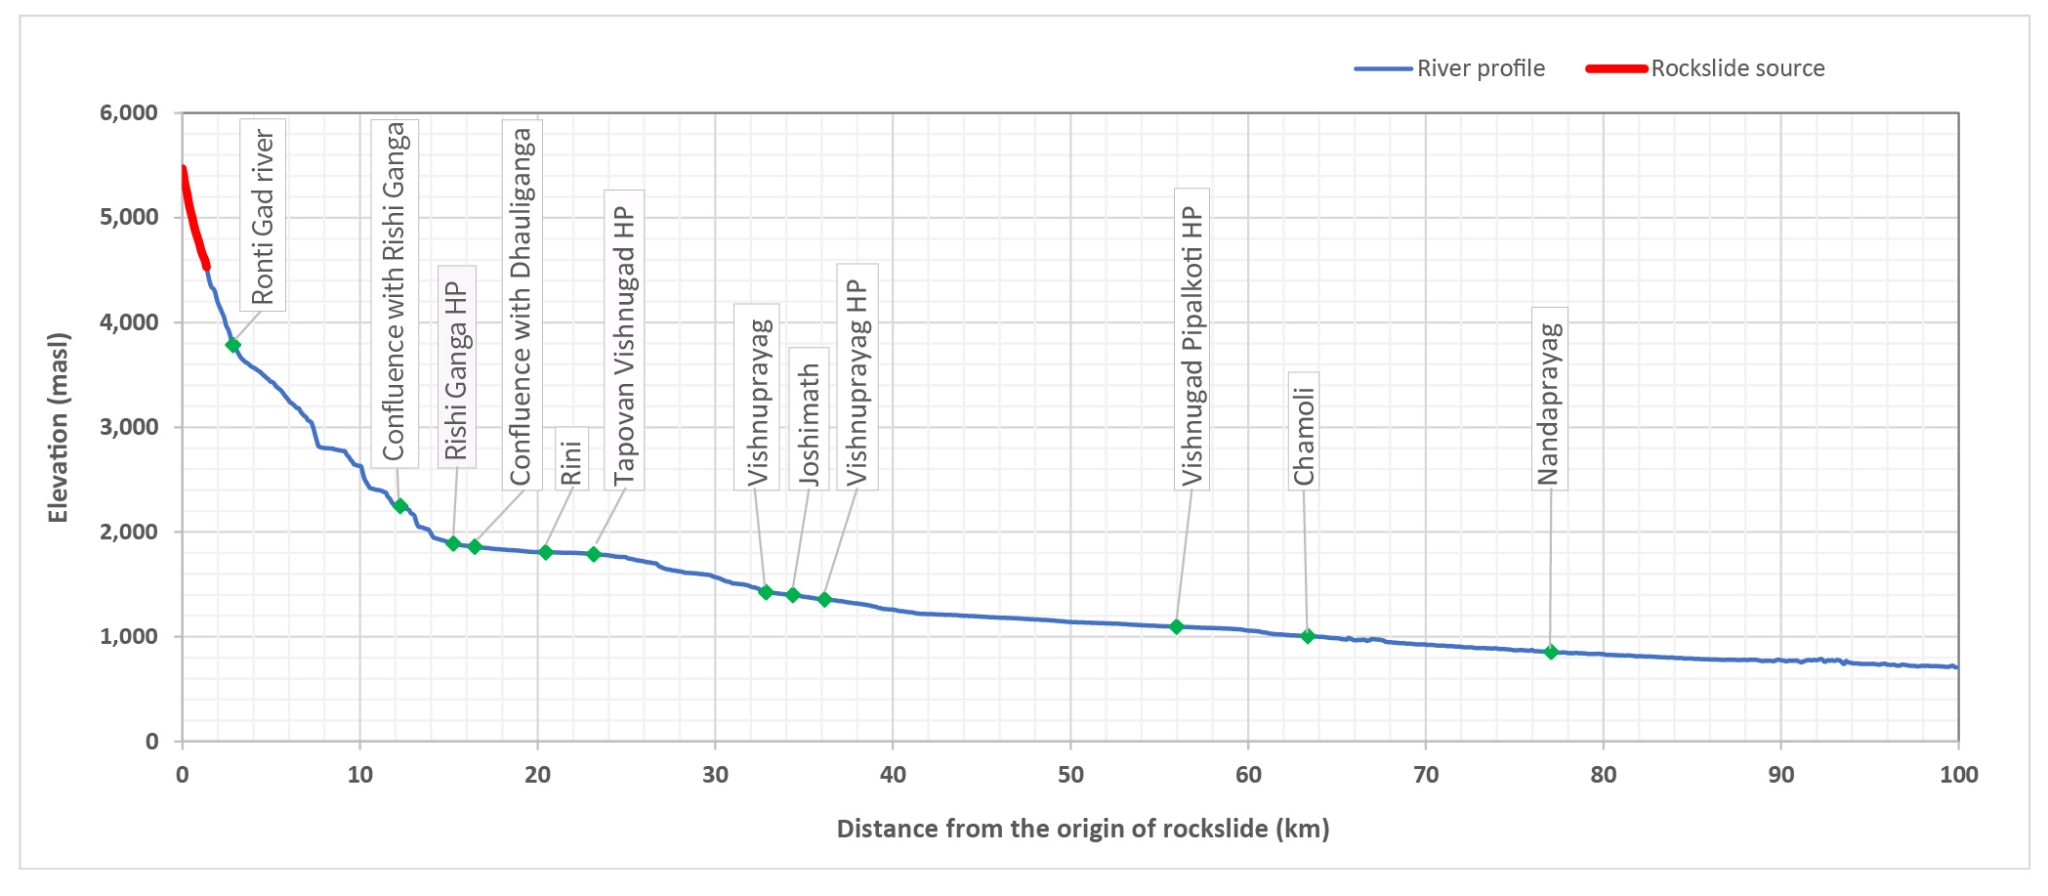 River profile
Rockslide source
6,000
5,000
4,000
3,000
2,000
1,000
0
Elevation (masl)
Ronti Gad river
Confluence with Rishi Ganga
Rishi Ganga HP
Confluence with Dhauliganga
Rini
Tapovan Vishnugad HP
Vishnuprayag
Joshimath
Vishnuprayag HP
Vishnugad Pipalkoti HP
Chamoli
Nandaprayag
0 10 20 30 40 50 60 70 80 90 100
Distance from the origin of rockslide (km)